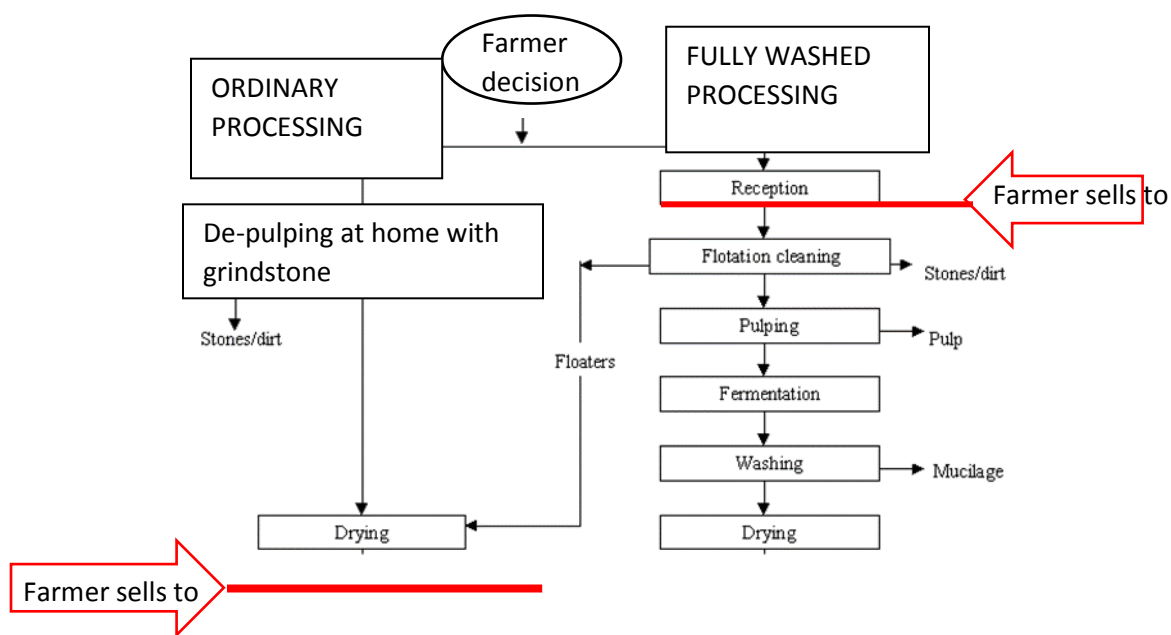 Farmer
decision
ORDINARY
PROCESSING
FULLY WASHED
PROCESSING
Reception
Farmer sells to
De-pulping at home with
grindstone
Flotation cleaning
Stones/dirt
Stones/dirt
Pulping
Pulp
Floaters
Fermentation
Washing
Mucilage
Drying
Drying
Farmer sells to